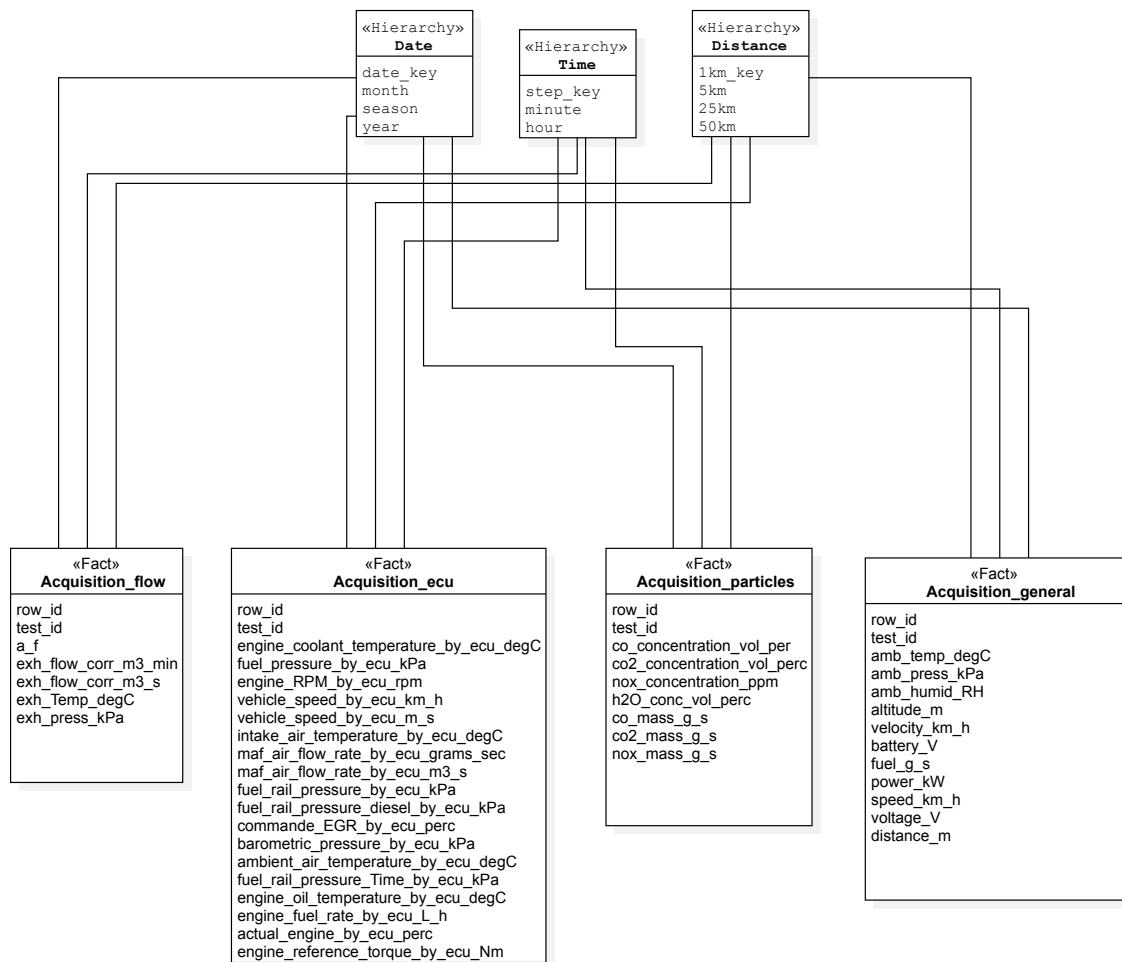 «Hierarchy»
Date
date_key
month
season
year
«Hierarchy»
Time
step_key
minute
hour
«Hierarchy»
Distance
1km_key
5km
25km
50km
«Fact»
Acquisition_flow
row_id
test_id
a_f
exh_flow_corr_m3_min
exh_flow_corr_m3_s
exh_Temp_degC
exh_press_kPa
«Fact»
Acquisition_ecu
row_id
test_id
engine_coolant_temperature_by_ecu_degC
fuel_pressure_by_ecu_kPa
engine_RPM_by_ecu_rpm
vehicle_speed_by_ecu_km_h
vehicle_speed_by_ecu_m_s
intake_air_temperature_by_ecu_degC
maf_air_flow_rate_by_ecu_grams_sec
maf_air_flow_rate_by_ecu_m3_s
fuel_rail_pressure_by_ecu_kPa
fuel_rail_pressure_diesel_by_ecu_kPa
commande_EGR_by_ecu_perc
barometric_pressure_by_ecu_kPa
ambient_air_temperature_by_ecu_degC
fuel_rail_pressure_Time_by_ecu_kPa
engine_oil_temperature_by_ecu_degC
engine_fuel_rate_by_ecu_L_h
actual_engine_by_ecu_perc
engine_reference_torque_by_ecu_Nm
«Fact»
Acquisition_particles
row_id
test_id
co_concentration_vol_per
co2_concentration_vol_perc
nox_concentration_ppm
h2O_conc_vol_perc
co_mass_g_s
co2_mass_g_s
nox_mass_g_s
«Fact»
Acquisition_general
row_id
test_id
amb_temp_degC
amb_press_kPa
amb_humid_RH
altitude_m
velocity_km_h
battery_V
fuel_g_s
power_kW
speed_km_h
voltage_V
distance_m